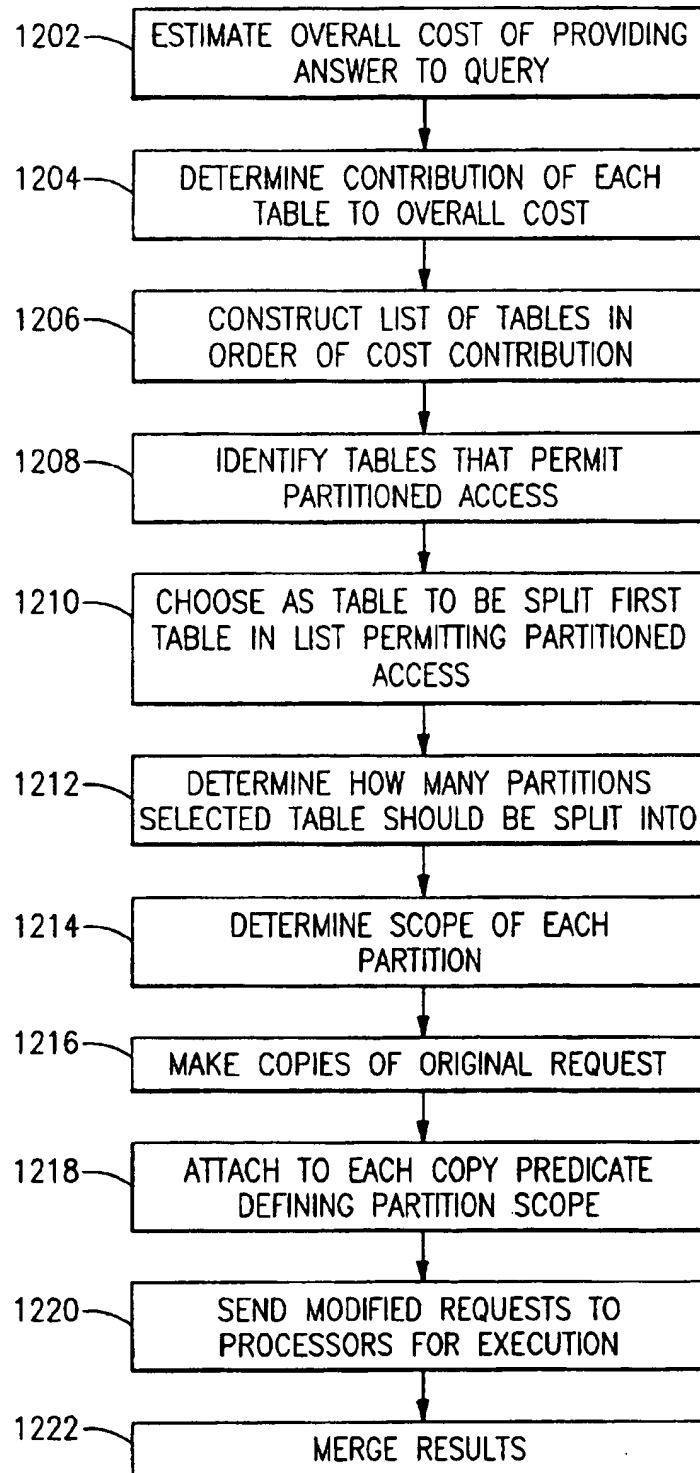 1202
ESTIMATE OVERALL COST OF PROVIDING
ANSWER TO QUERY
1204
DETERMINE CONTRIBUTION OF EACH
TABLE TO OVERALL COST
1206
CONSTRUCT LIST OF TABLES IN
ORDER OF COST CONTRIBUTION
1208
IDENTIFY TABLES THAT PERMIT
PARTITIONED ACCESS
1210
CHOOSE AS TABLE TO BE SPLIT FIRST
TABLE IN LIST PERMITTING PARTITIONED
ACCESS
1212
DETERMINE HOW MANY PARTITIONS
SELECTED TABLE SHOULD BE SPLIT INTO
1214
DETERMINE SCOPE OF EACH
PARTITION
1216
MAKE COPIES OF ORIGINAL REQUEST
1218
ATTACH TO EACH COPY PREDICATE
DEFINING PARTITION SCOPE
1220
SEND MODIFIED REQUESTS TO
PROCESSORS FOR EXECUTION
1222
MERGE RESULTS